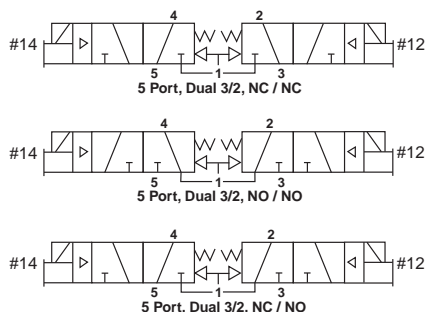 4 2
#14 #12
5 1 3
5 Port, Dual 3/2, NC / NC
4 2
#14 #12
5 1 3
5 Port, Dual 3/2, NO / NO
4 2
#14 #12
5 1 3
5 Port, Dual 3/2, NC / NO